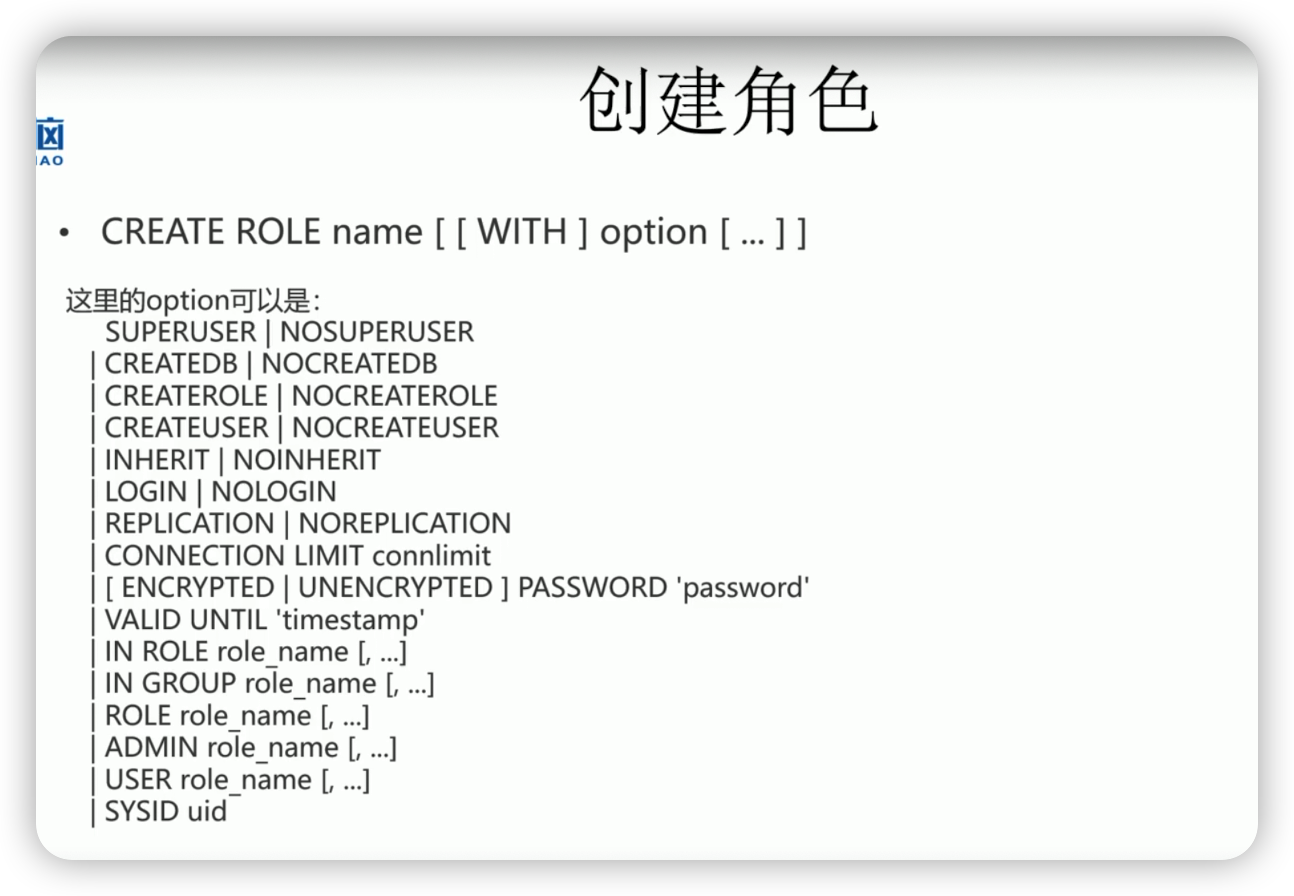 创建角色
IAO
• CREATE ROLE name [ [ WITH ] option [ ... ] ]
这里的option可以是：
SUPERUSER | NOSUPERUSER
| CREATEDB | NOCREATEDB
| CREATEROLE | NOCREATEROLE
| CREATEUSER | NOCREATEUSER
| INHERIT | NOINHERIT
| LOGIN | NOLOGIN
| REPLICATION | NOREPLICATION
| CONNECTION LIMIT connlimit
| [ ENCRYPTED | UNENCRYPTED ] PASSWORD 'password'
| VALID UNTIL 'timestamp'
| IN ROLE role_name [, ...]
| IN GROUP role_name [, ...]
| ROLE role_name [, ...]
| ADMIN role_name [, ...]
| USER role_name [, ...]
| SYSID uid